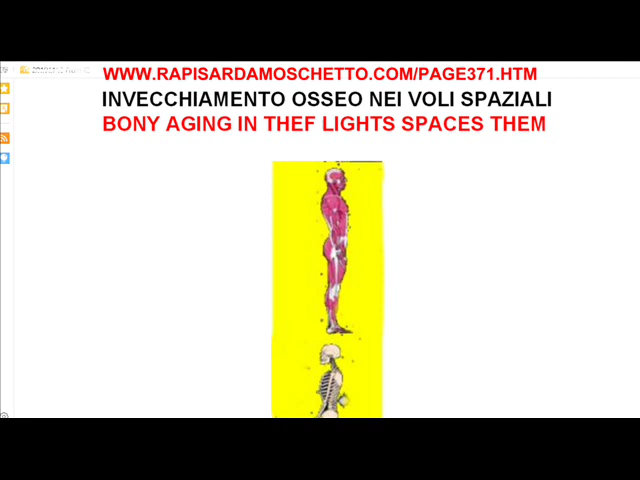 WWW.RAPISARDAMOSCHETTO.COM/PAGE371.HTM
INVECCHIAMENTO OSSEO NEI VOLI SPAZIALI
BONY AGING IN THEF LIGHTS SPACES THEM